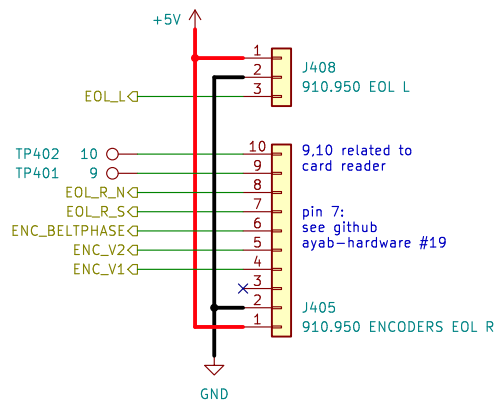 +5V
1
2
3
J408
910.950 EOL L
EOL_L
TP402 10
TP401 9
10
9
8
7
6
5
4
3
2
1
9,10 related to
card reader
EOL_R_N
EOL_R_S
ENC_BELTPHASE
ENC_V2
ENC_V1
pin 7:
see github
ayab-hardware #19
J405
910.950 ENCODERS EOL R
GND